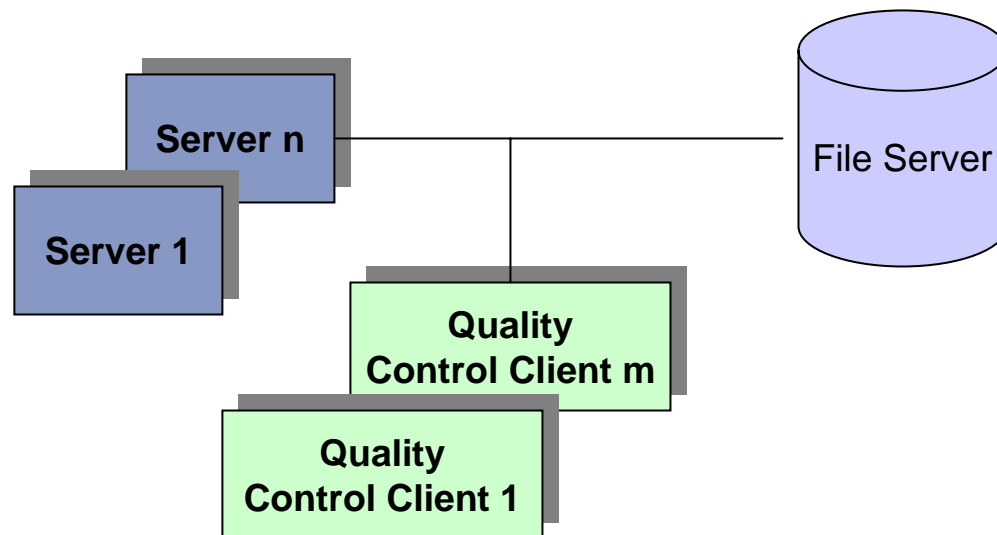 Server n
File Server
Server 1
Quality
Control Client m
Quality
Control Client 1